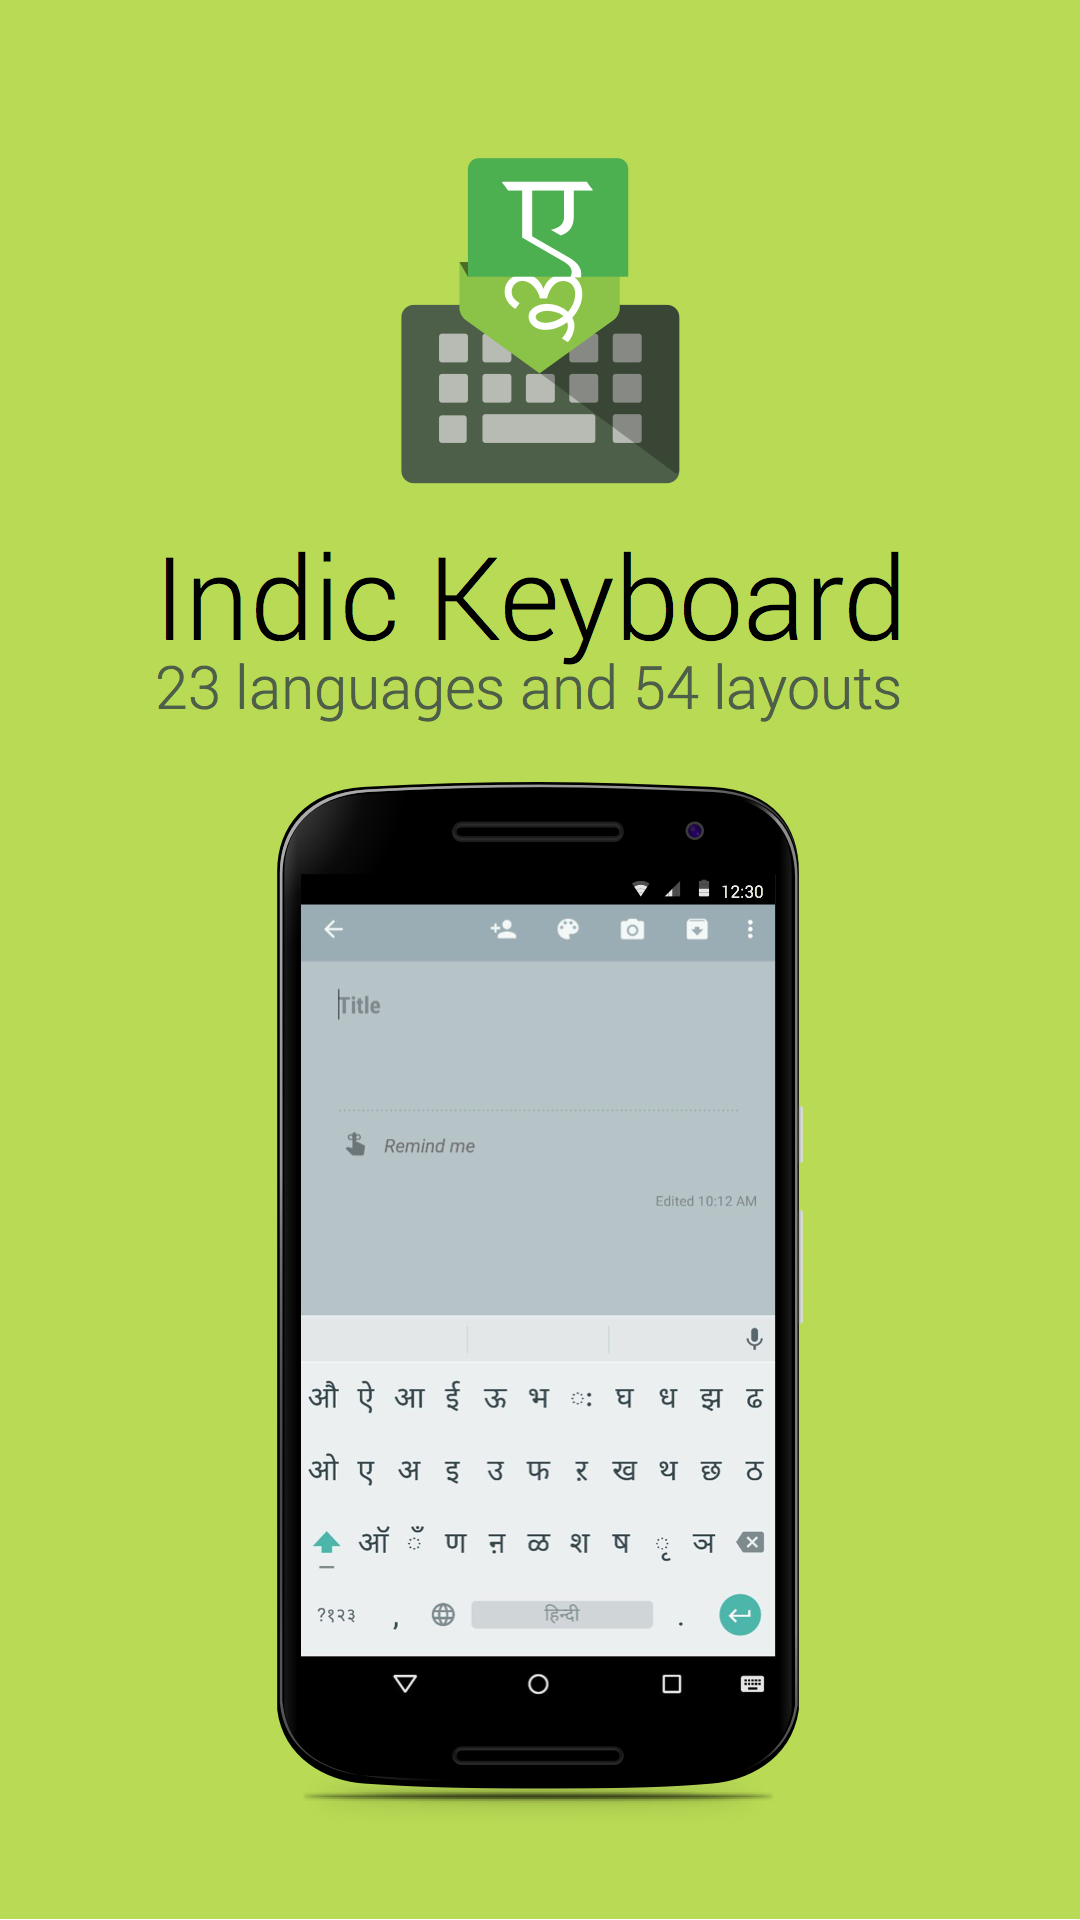 ए
Indic Keyboard
23 languages and 54 layouts
12:30
Title
Remind me
Edited 10:12 AM
औ ऐ आ ई ऊ भ ः घ ध झ ढ
ओ ए अ इ उ फ ऱ ख थ छ ठ
ऑ ँ ण ऩ ळ श ष ृ ञ
?१२३ , हिन्दी .